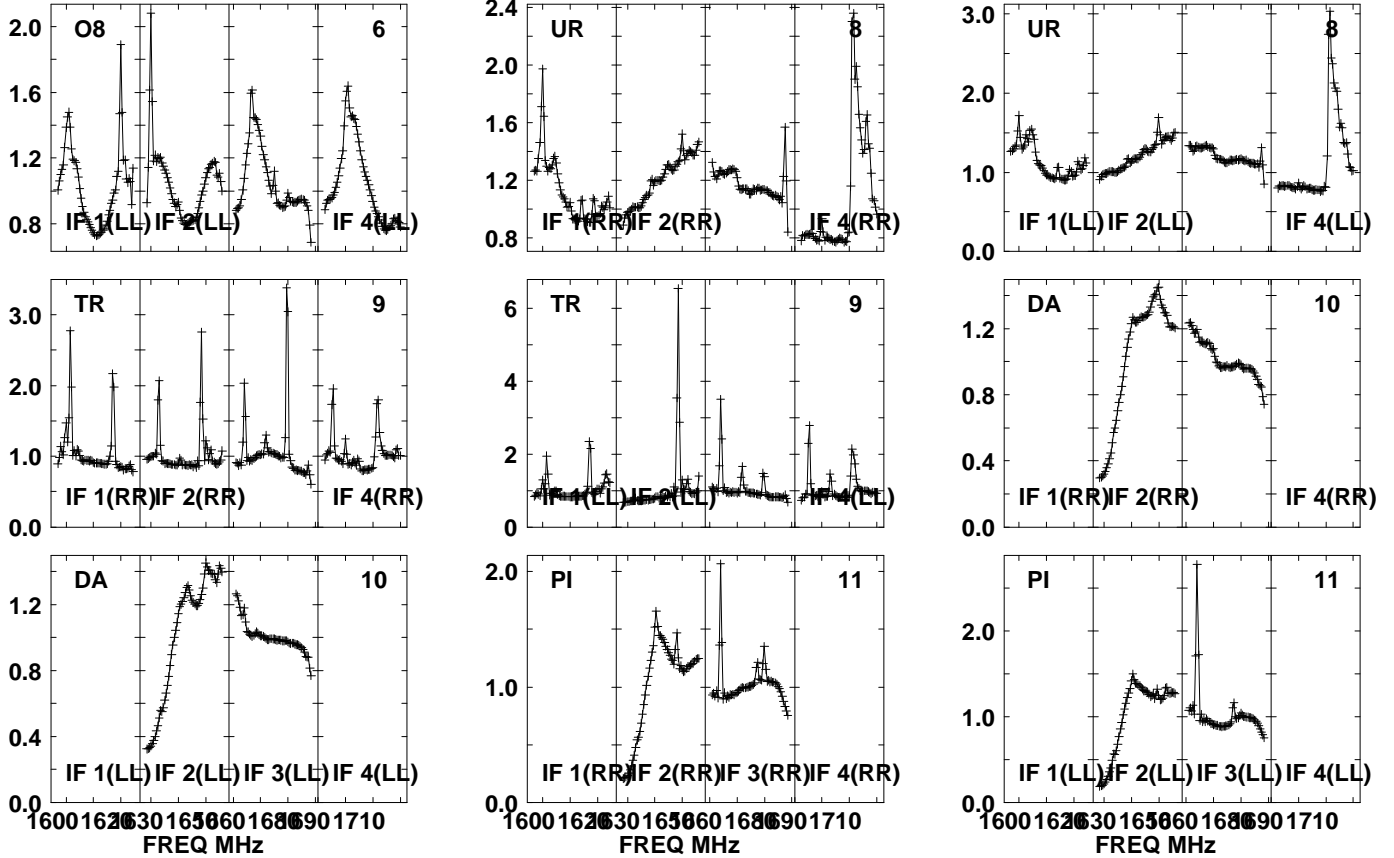 2.0 1.6 1.2 0.8 O8 6 IF 1(LL) IF 2(LL) IF 4(LL)
2.4 2.0 1.6 1.2 0.8 UR 8 IF 1(RR) IF 2(RR) IF 4(RR)
3.0 2.0 1.0 0.0 UR 8 IF 1(LL) IF 2(LL) IF 4(LL)
3.0 2.0 1.0 0.0 TR 9 IF 1(RR) IF 2(RR) IF 4(RR)
6 4 2 0 TR 9 IF 1(LL) IF 2(LL) IF 4(LL)
1.2 0.8 0.4 0.0 DA 10 IF 1(RR) IF 2(RR) IF 4(RR)
1.2 0.8 0.4 0.0 DA 10 IF 1(LL) IF 2(LL) IF 3(LL) IF 4(LL)
2.0 1.0 0.0 PI 11 IF 1(RR) IF 2(RR) IF 3(RR) IF 4(RR)
2.0 1.0 0.0 PI 11 IF 1(LL) IF 2(LL) IF 3(LL) IF 4(LL)
1600 1620 1630 1650 1660 1680 1690 1710
FREQ MHz
1600 1620 1630 1650 1660 1680 1690 1710
FREQ MHz
1600 1620 1630 1650 1660 1680 1690 1710
FREQ MHz